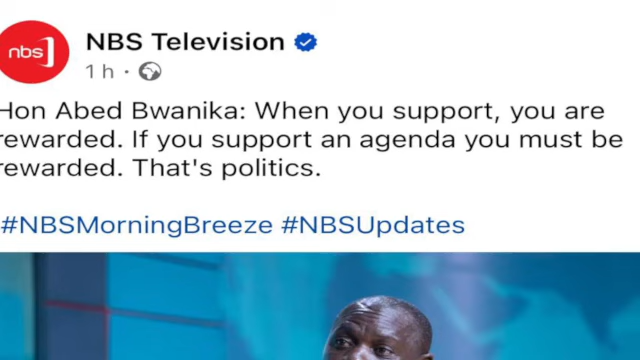 nbs
NBS Television
1 h ·
Hon Abed Bwanika: When you support, you are
rewarded. If you support an agenda you must be
rewarded. That's politics.
#NBSMorningBreeze #NBSUpdates